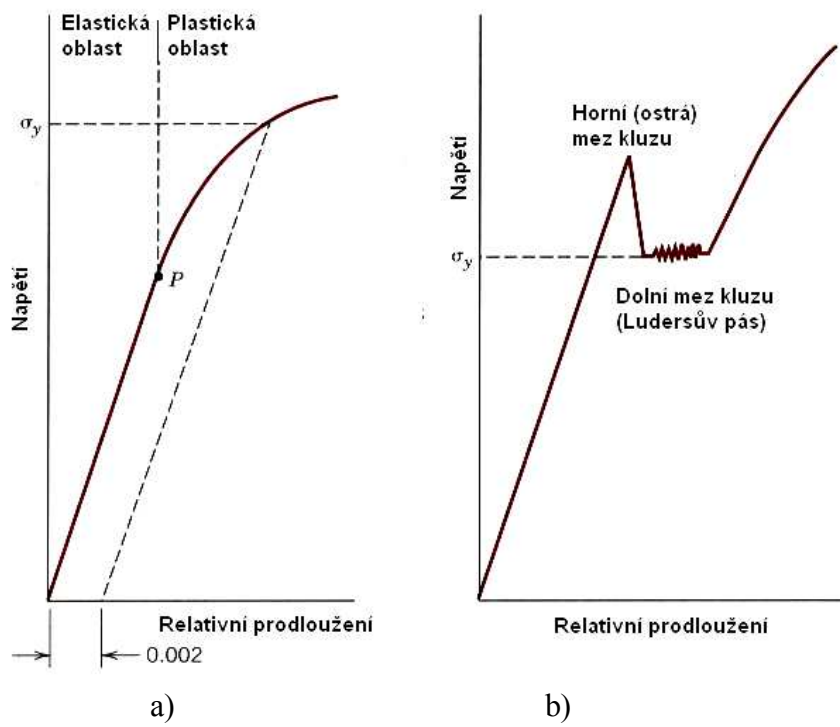 Elastická
oblast
Plastická
oblast
σy
Napětí
P
Relativní prodloužení
0.002
a)
Napětí
Horní (ostrá)
mez kluzu
σy
Dolní mez kluzu
(Ludersův pás)
Relativní prodloužení
b)